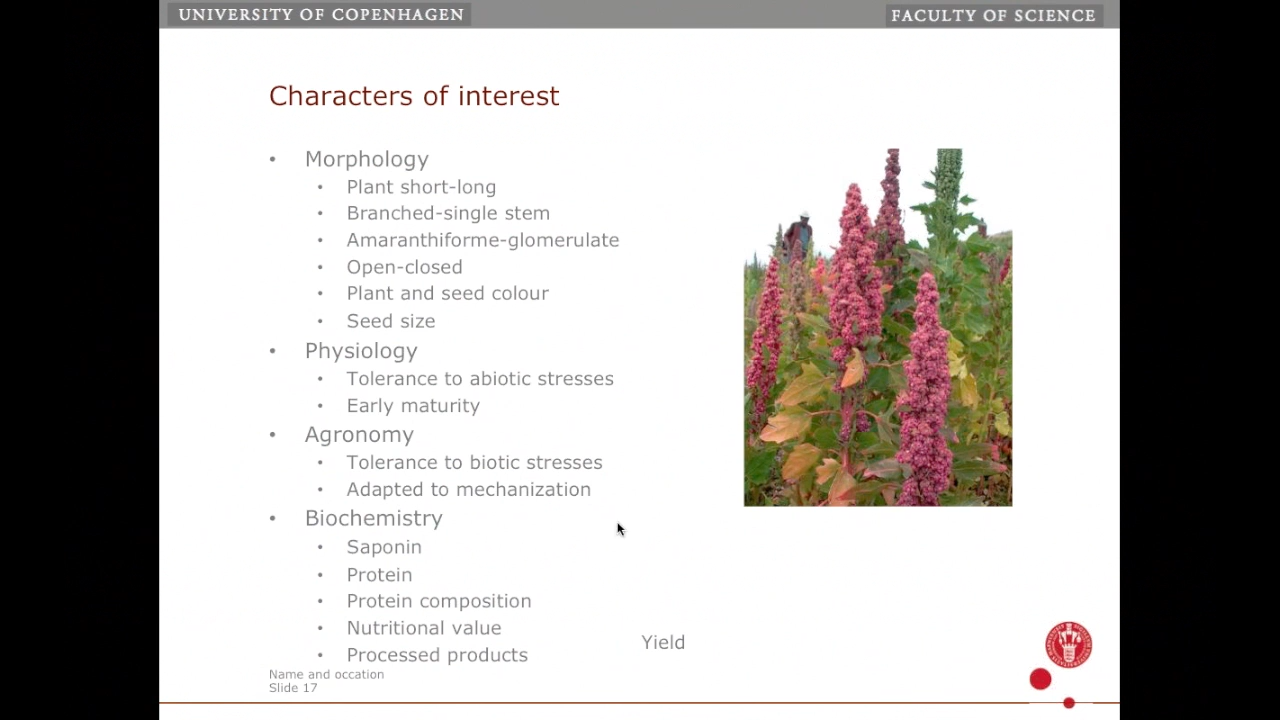 UNIVERSITY OF COPENHAGEN
FACULTY OF SCIENCE
Characters of interest
• Morphology
• Plant short-long
• Branched-single stem
• Amaranthiforme-glomerulate
• Open-closed
• Plant and seed colour
• Seed size
• Physiology
• Tolerance to abiotic stresses
• Early maturity
• Agronomy
• Tolerance to biotic stresses
• Adapted to mechanization
• Biochemistry
• Saponin
• Protein
• Protein composition
• Nutritional value
• Processed products
Yield
Name and occation
Slide 17